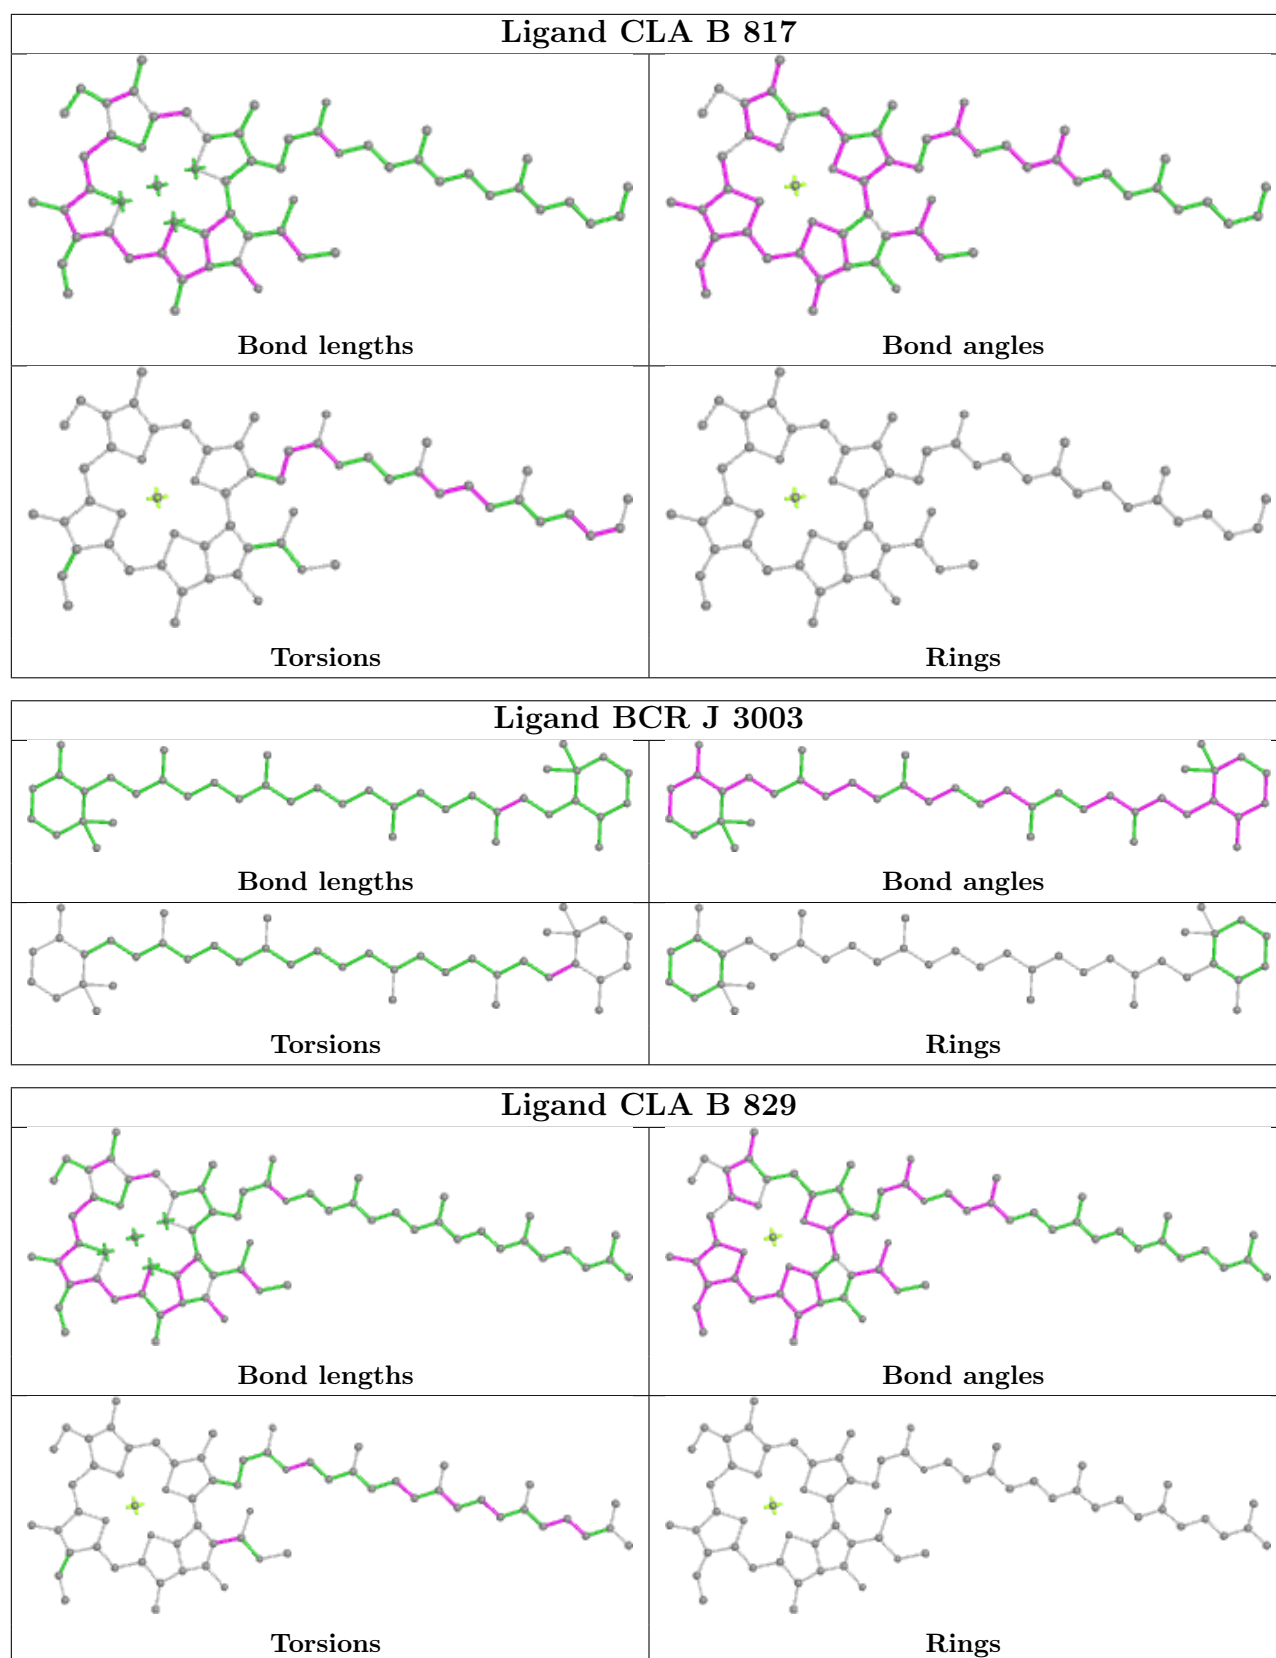 Ligand CLA B 817
Bond lengths
Bond angles
Torsions
Rings
Ligand BCR J 3003
Bond lengths
Bond angles
Torsions
Rings
Ligand CLA B 829
Bond lengths
Bond angles
Torsions
Rings